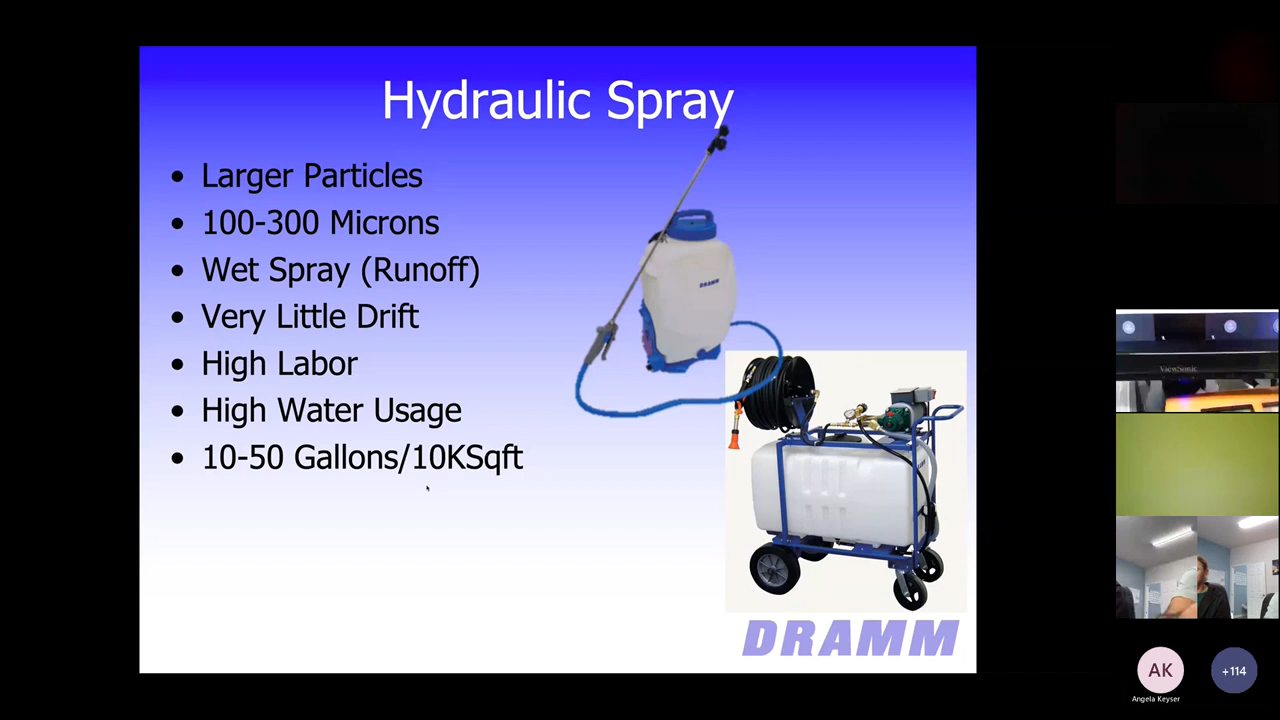 Hydraulic Spray
• Larger Particles
• 100-300 Microns
• Wet Spray (Runoff)
• Very Little Drift
• High Labor
• High Water Usage
• 10-50 Gallons/10KSqft
DRAMM
DRAMM
ViewSonic
AK
+114
Angela Keyser